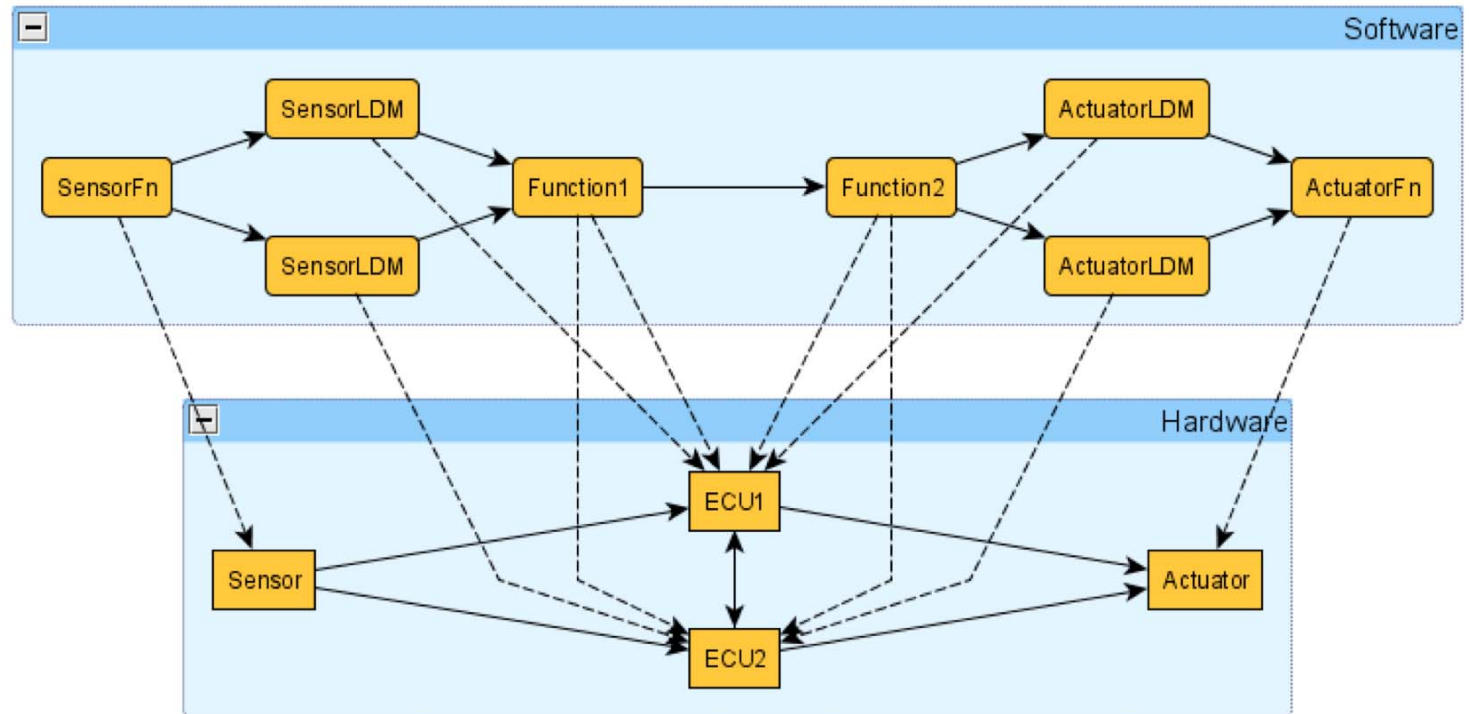 Software
SensorLDM
ActuatorLDM
SensorFn
Function1
Function2
ActuatorFn
SensorLDM
ActuatorLDM
Hardware
ECU1
Sensor
Actuator
ECU2